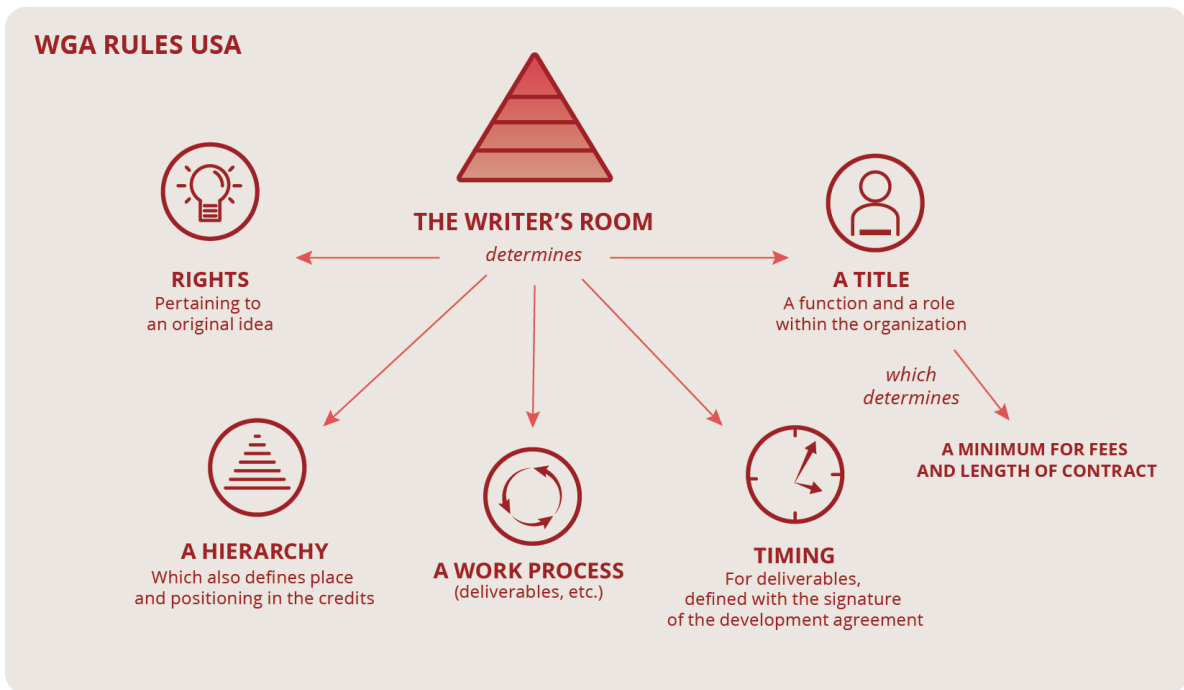 WGA RULES USA
THE WRITER’S ROOM
determines
RIGHTS
Pertaining to
an original idea
A TITLE
A function and a role
within the organization
which
determines
A MINIMUM FOR FEES
AND LENGTH OF CONTRACT
A HIERARCHY
Which also defines place
and positioning in the credits
A WORK PROCESS
(deliverables, etc.)
TIMING
For deliverables,
defined with the signature
of the development agreement